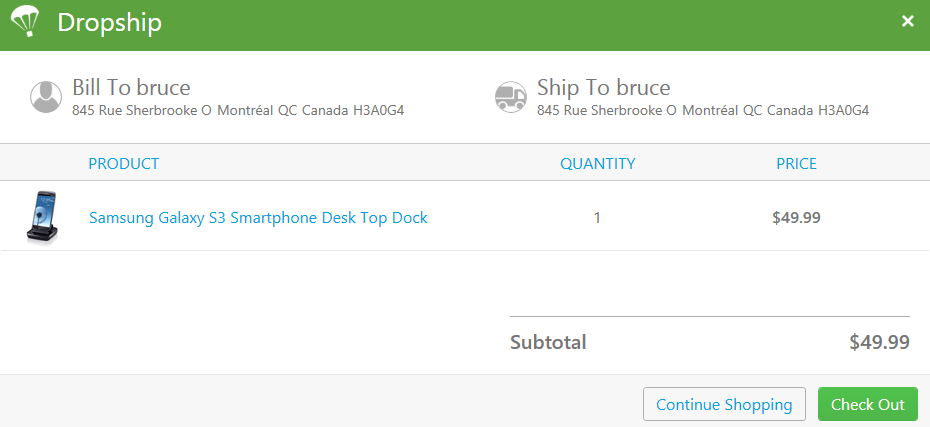 Dropship
Bill To bruce
845 Rue Sherbrooke O Montréal QC Canada H3A0G4
Ship To bruce
845 Rue Sherbrooke O Montréal QC Canada H3A0G4
PRODUCT QUANTITY PRICE
Samsung Galaxy S3 Smartphone Desk Top Dock 1 $49.99
Subtotal $49.99
Continue Shopping Check Out